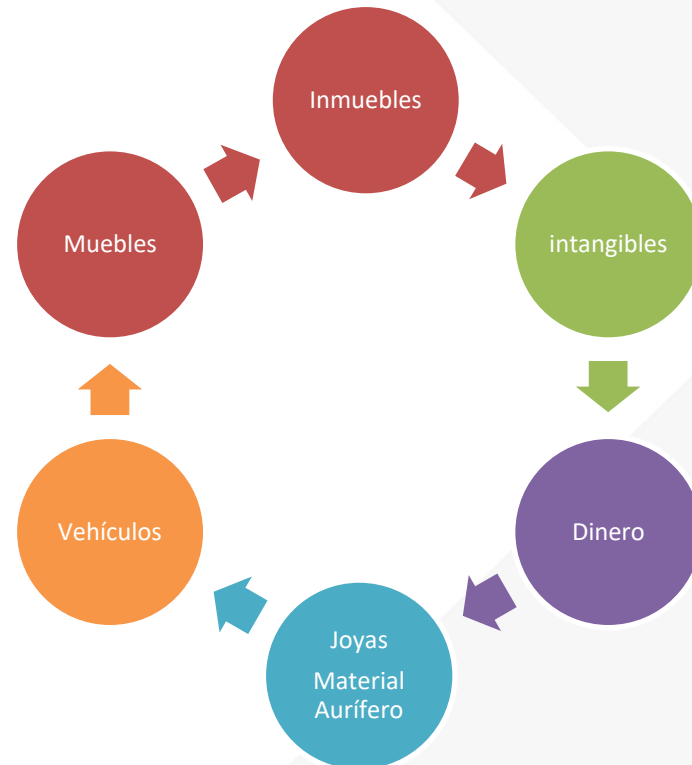 Inmuebles
intangibles
Dinero
Joyas
Material
Aurífero
Vehículos
Muebles